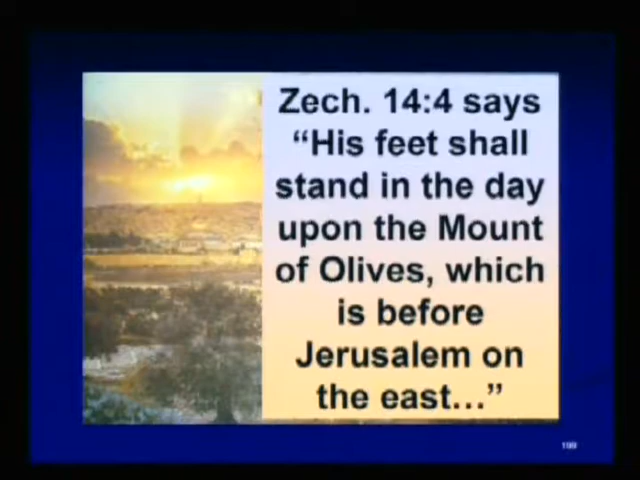 Zech. 14:4 says
“His feet shall
stand in the day
upon the Mount
of Olives, which
is before
Jerusalem on
the east…”